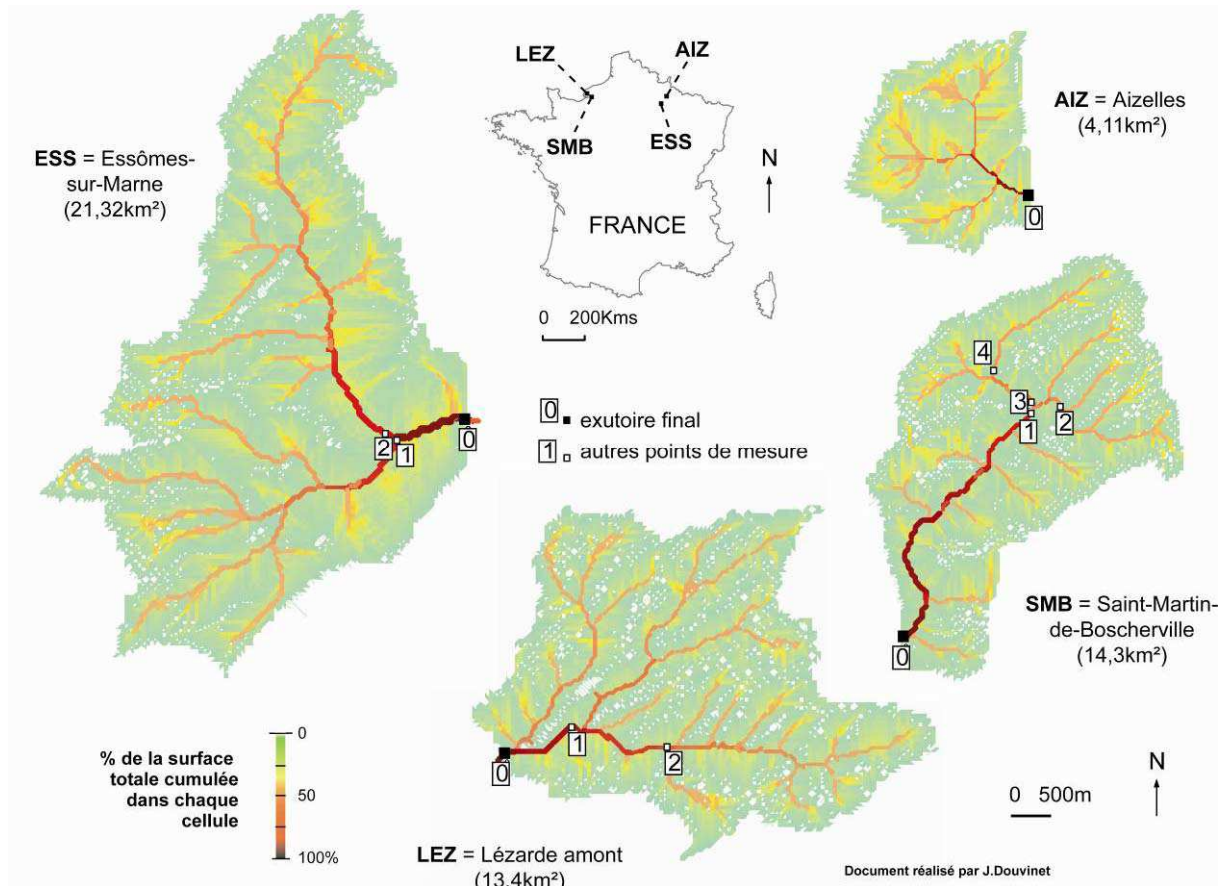 LEZ
AIZ
SMB
ESS
N
FRANCE
0 200Kms
0 exutoire final
1 autres points de mesure
ESS = Essômes-
sur-Marne
(21,32km²)
2
1
0
AIZ = Aizelles
(4,11km²)
0
4
3
2
1
0
SMB = Saint-Martin-
de-Boscherville
(14,3km²)
1
2
0
LEZ = Lézarde amont
(13,4km²)
% de la surface
totale cumulée
dans chaque
cellule
0
50
100%
N
0 500m
Document réalisé par J.Douvinet